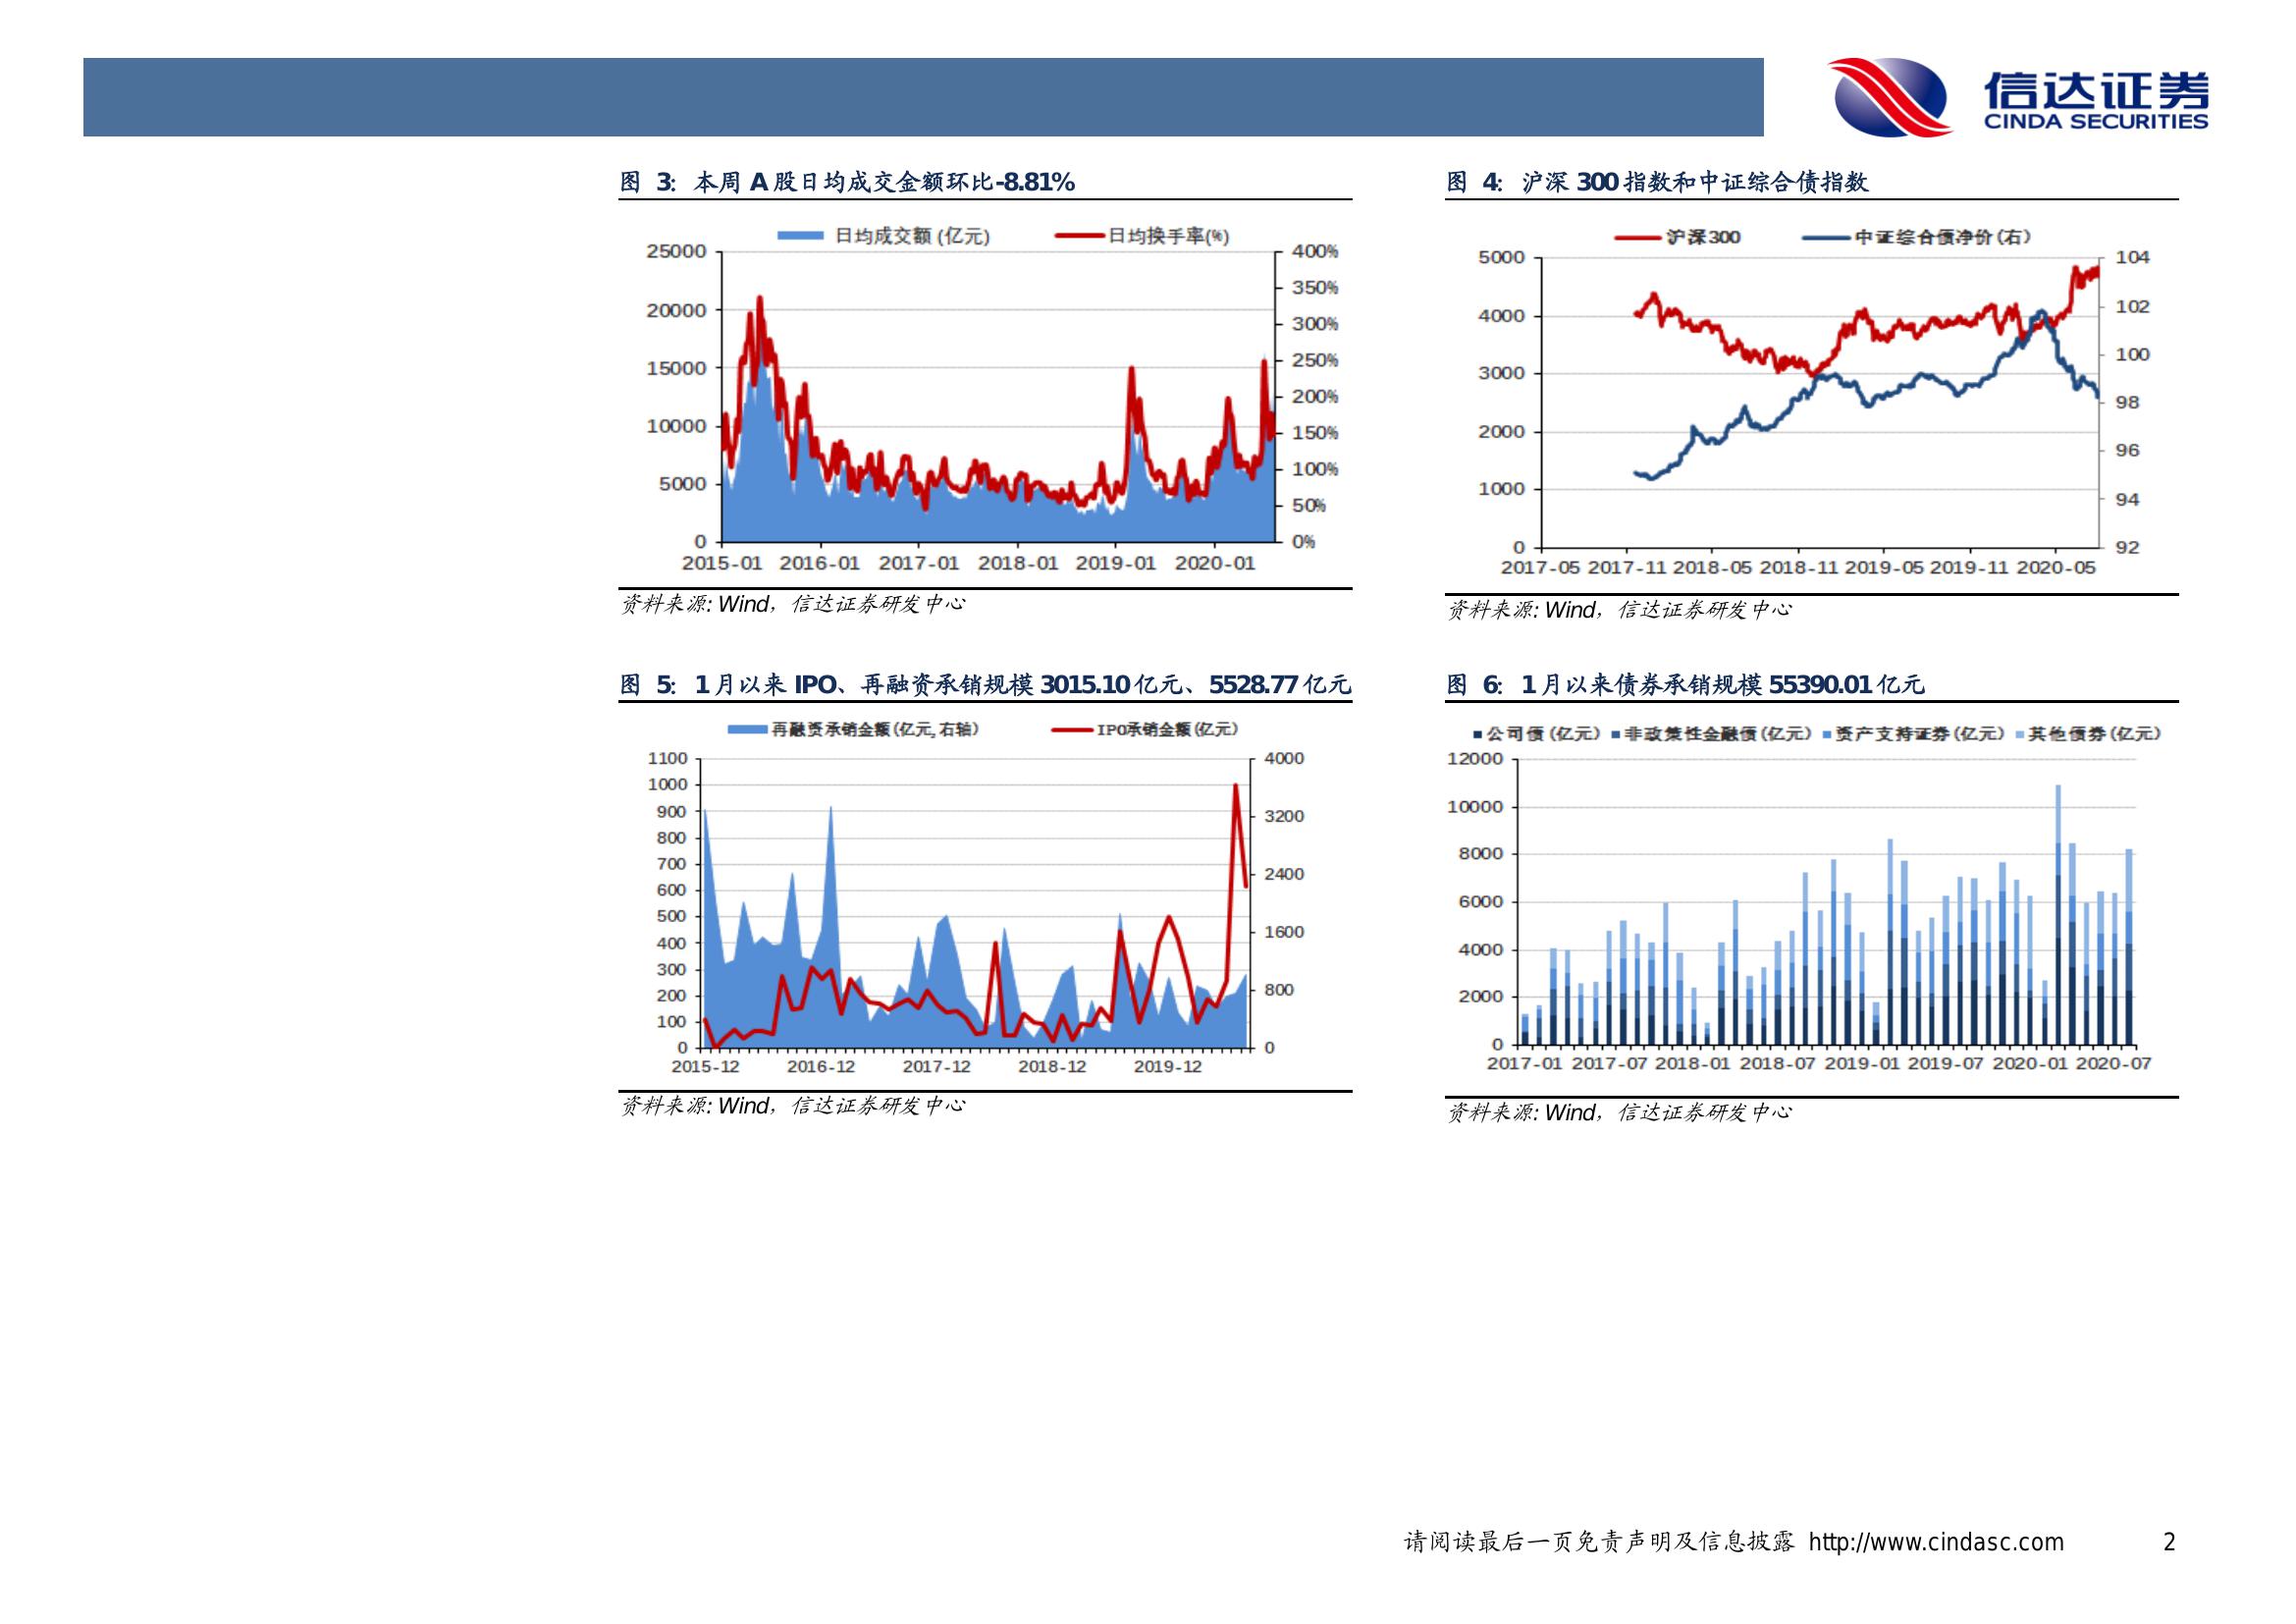 信达证券
CINDA SECURITIES
图 3: 本周 A 股日均成交金额环比-8.81%
日均成交额 (亿元) 日均换手率(%)
25000 400%
350%
20000 300%
15000 250%
200%
10000 150%
100%
5000 50%
0 0%
2015-01 2016-01 2017-01 2018-01 2019-01 2020-01
资料来源: Wind，信达证券研发中心
图 4: 沪深 300 指数和中证综合债指数
沪深300 中证综合债净价(右)
5000 104
102
4000
100
3000
98
2000
96
1000 94
0 92
2017-05 2017-11 2018-05 2018-11 2019-05 2019-11 2020-05
资料来源: Wind，信达证券研发中心
图 5: 1 月以来 IPO、再融资承销规模 3015.10 亿元、5528.77 亿元
再融资承销金额(亿元,右轴) IPO承销金额(亿元)
1100 4000
1000
900 3200
800
700 2400
600
500 1600
400
300
200 800
100
0 0
2015-12 2016-12 2017-12 2018-12 2019-12
资料来源: Wind，信达证券研发中心
图 6: 1 月以来债券承销规模 55390.01 亿元
公司债(亿元) 非政策性金融债(亿元) 资产支持证券(亿元) 其他债券(亿元)
12000
10000
8000
6000
4000
2000
0
2017-01 2017-07 2018-01 2018-07 2019-01 2019-07 2020-01 2020-07
资料来源: Wind，信达证券研发中心
请阅读最后一页免责声明及信息披露 http://www.cindasc.com 2